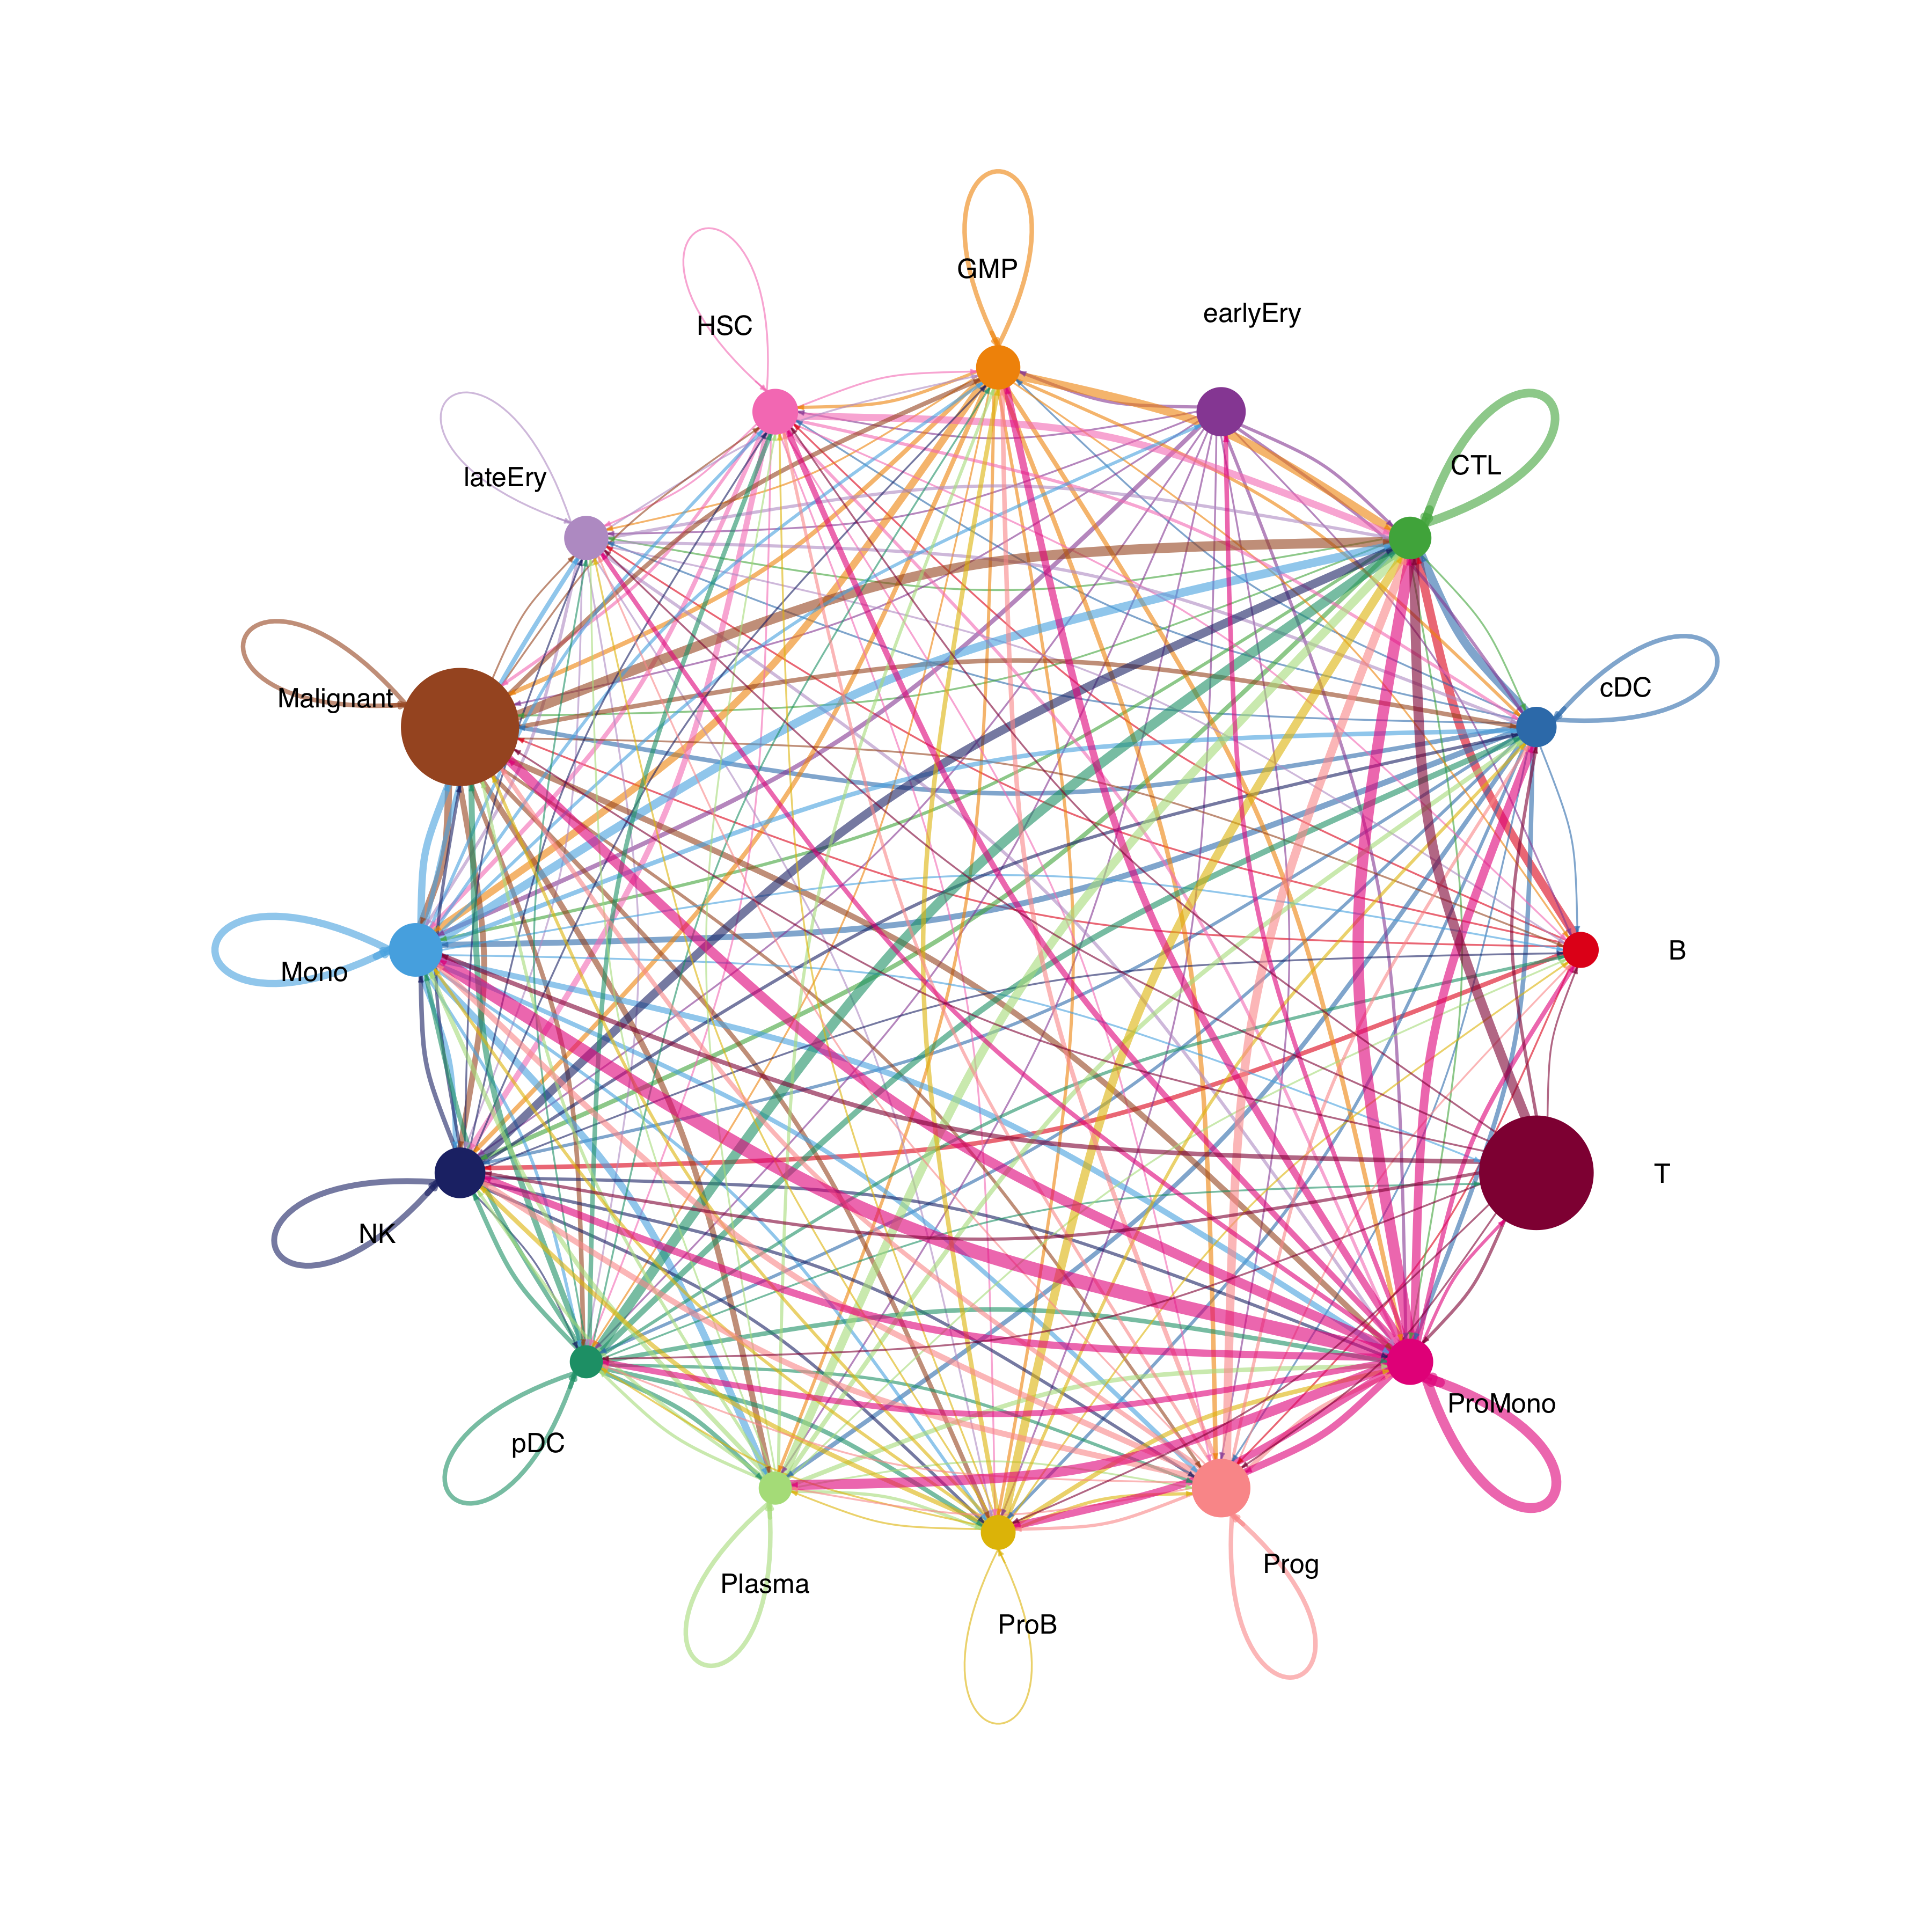 GMP
earlyEry
HSC
CTL
lateEry
cDC
Malignant
B
Mono
T
NK
ProMono
pDC
Prog
Plasma
ProB